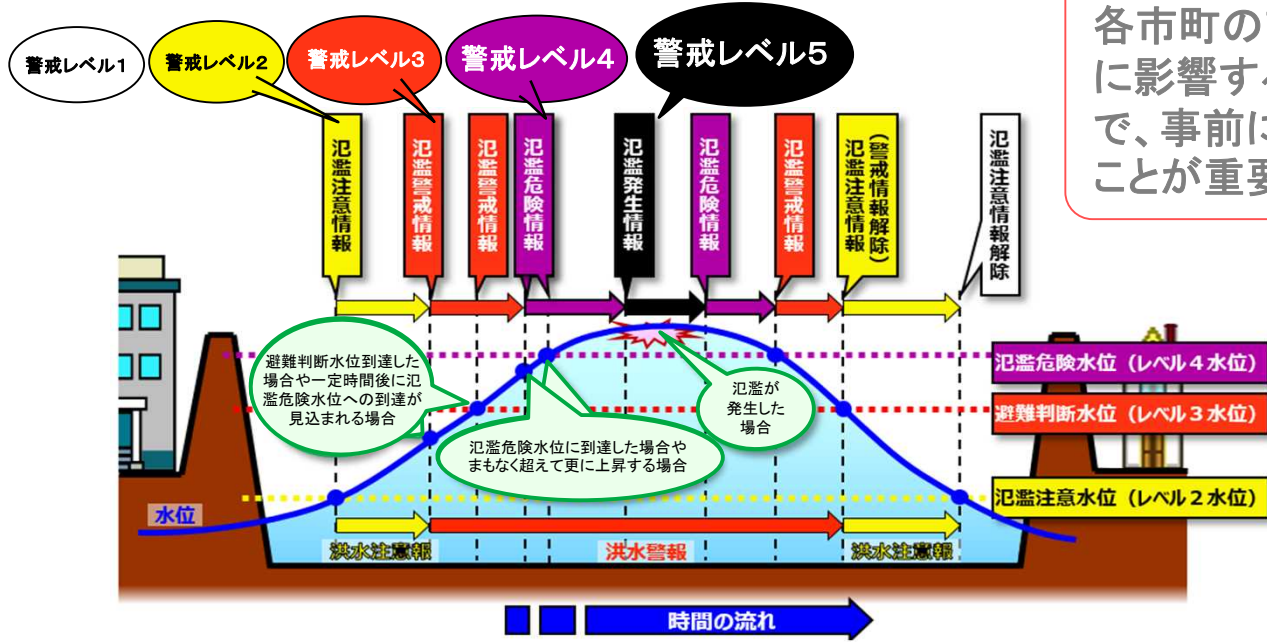 警戒レベル1
警戒レベル2
警戒レベル3
警戒レベル4
警戒レベル5
各市町の
に影響す
で、事前に
ことが重要
氾濫注意情報
氾濫警戒情報
氾濫警戒情報
氾濫危険情報
氾濫発生情報
氾濫危険情報
氾濫警戒情報
(警戒情報解除)
氾濫注意情報
氾濫注意情報解除
避難判断水位到達した
場合や一定時間後に氾
濫危険水位への到達が
見込まれる場合
氾濫危険水位に到達した場合や
まもなく超えて更に上昇する場合
氾濫が
発生した
場合
氾濫危険水位(レベル4水位)
避難判断水位(レベル3水位)
氾濫注意水位(レベル2水位)
水位
洪水注意報
洪水警報
洪水注意報
時間の流れ